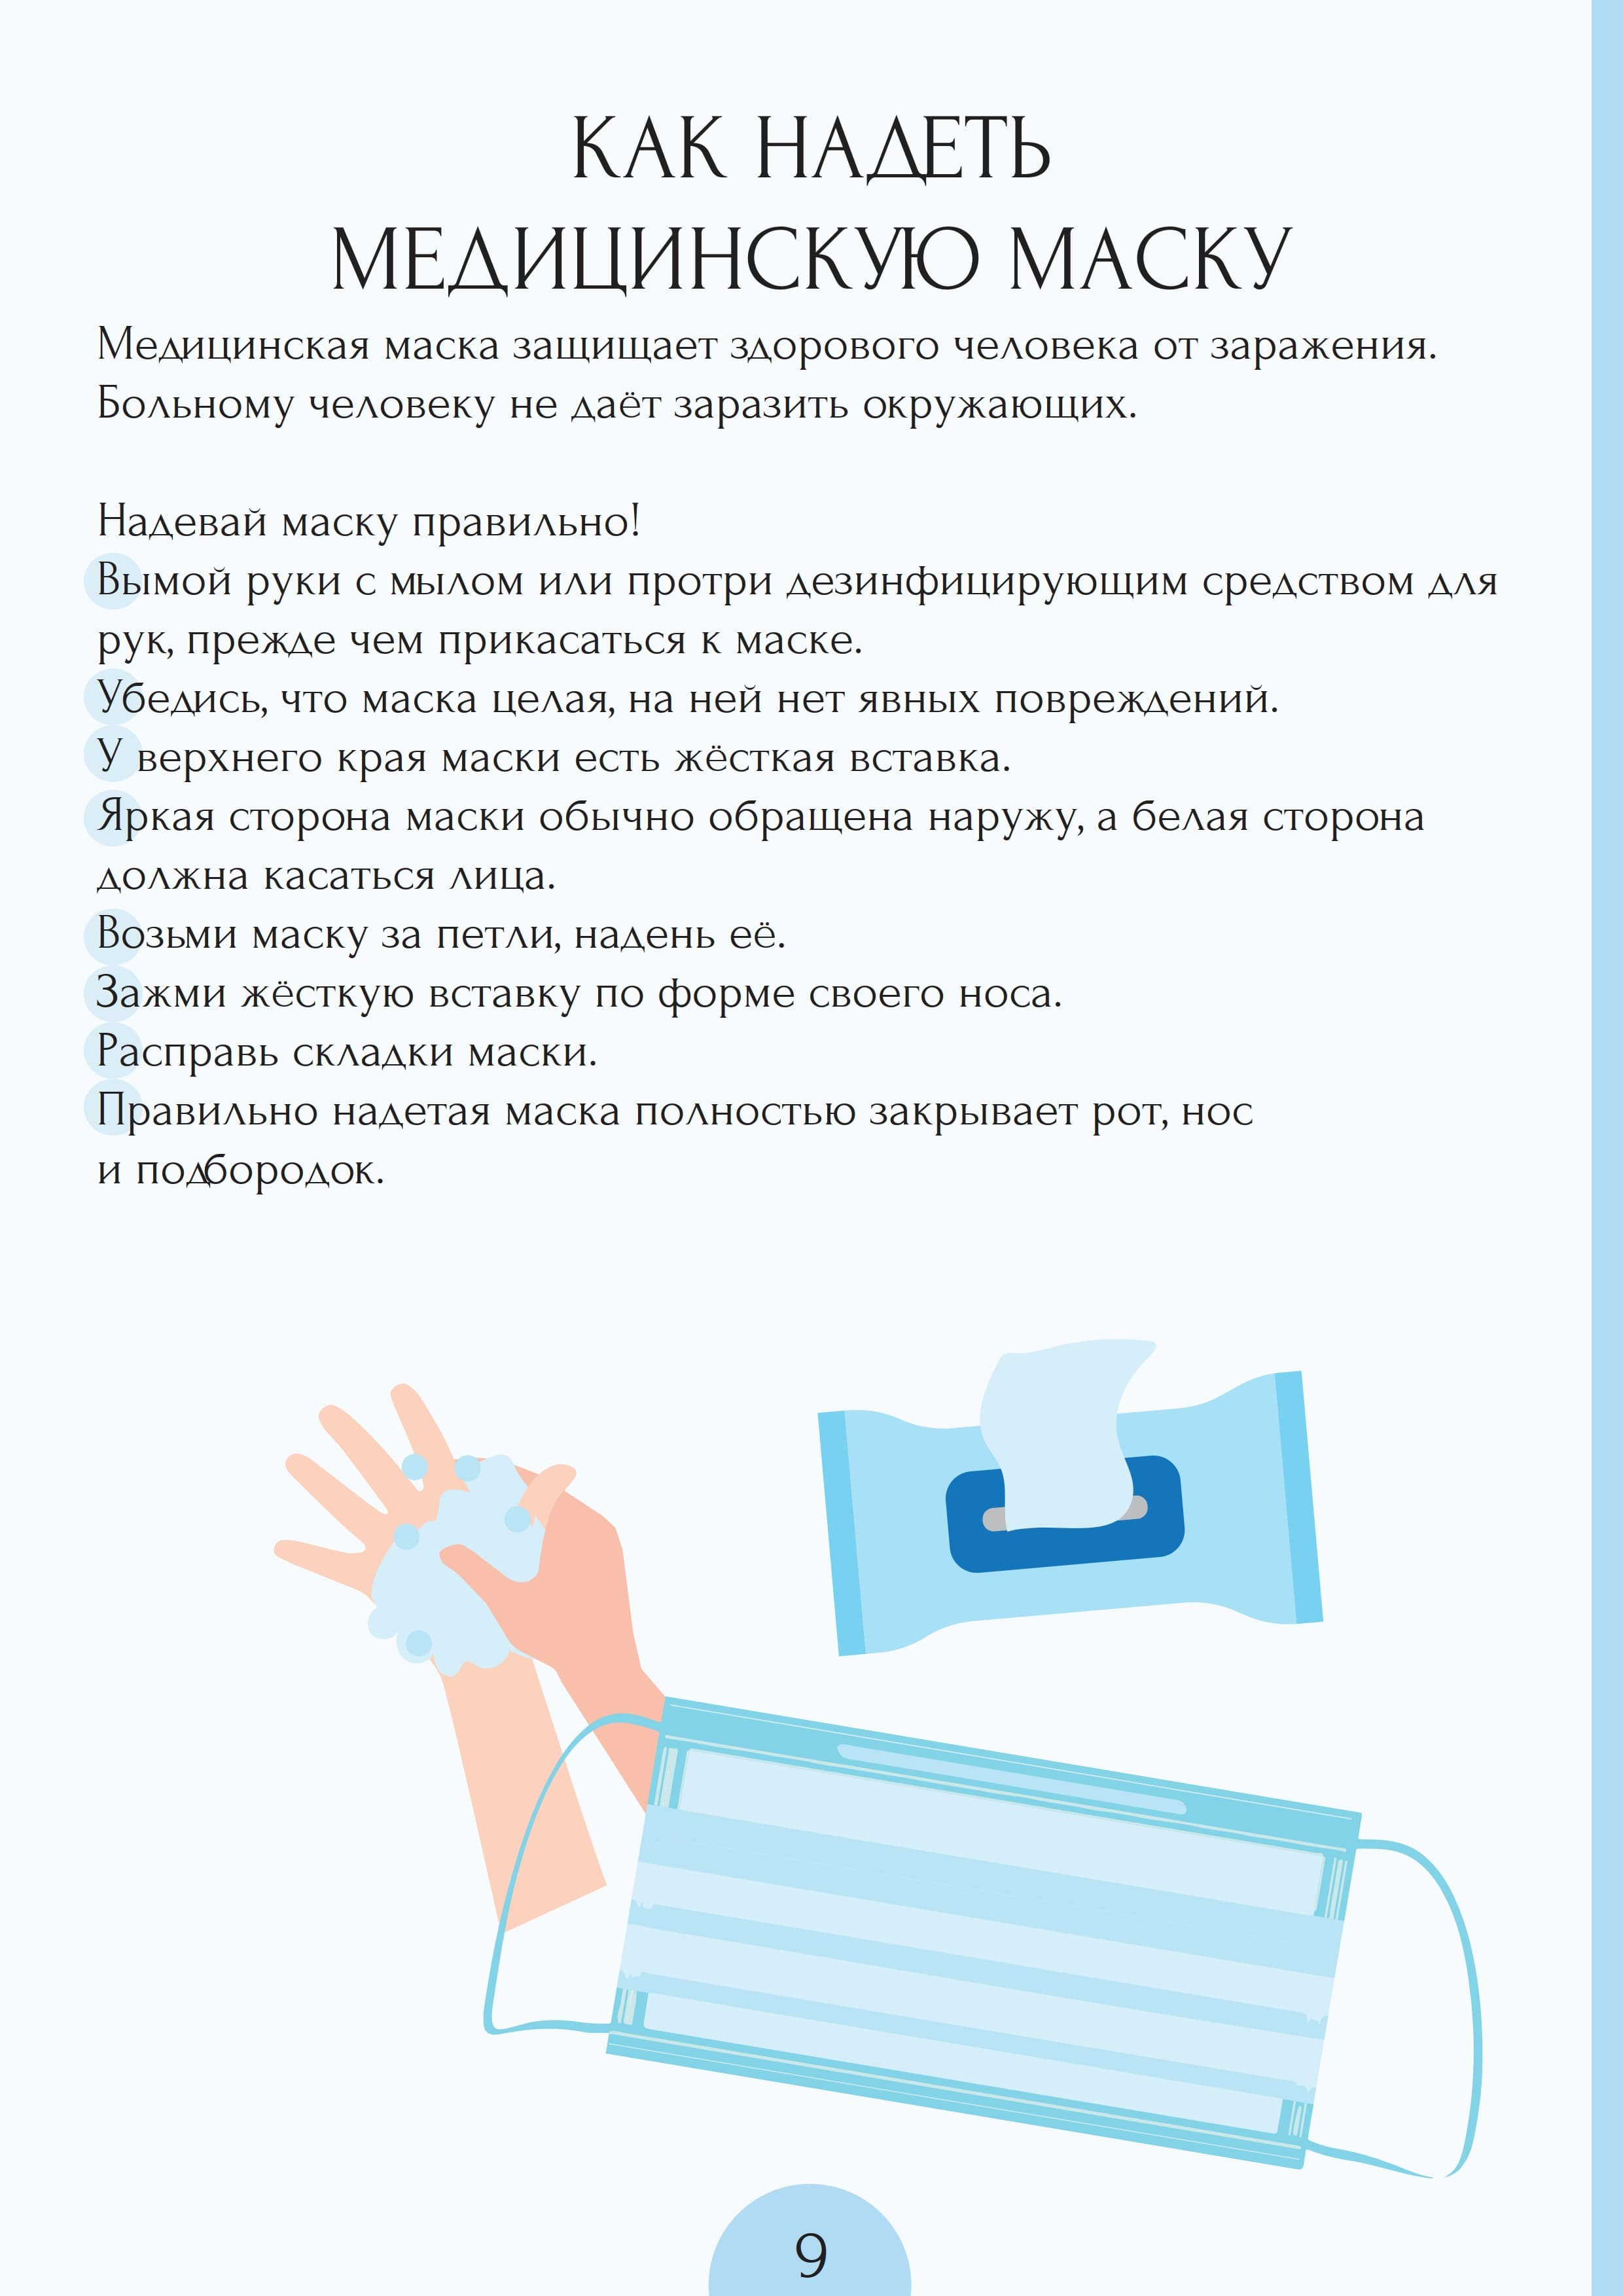 КАК НАДЕТЬ
МЕДИЦИНСКУЮ МАСКУ
Медицинская маска защищает здорового человека от заражения.
Больному человеку не даёт заразить окружающих.
Надевай маску правильно!
Вымой руки с мылом или протри дезинфицирующим средством для
рук, прежде чем прикасаться к маске.
Убедись, что маска целая, на ней нет явных повреждений.
У верхнего края маски есть жёсткая вставка.
Яркая сторона маски обычно обращена наружу, а белая сторона
должна касаться лица.
Возьми маску за петли, надень её.
Зажми жёсткую вставку по форме своего носа.
Расправь складки маски.
Правильно надетая маска полностью закрывает рот, нос
и подбородок.
9